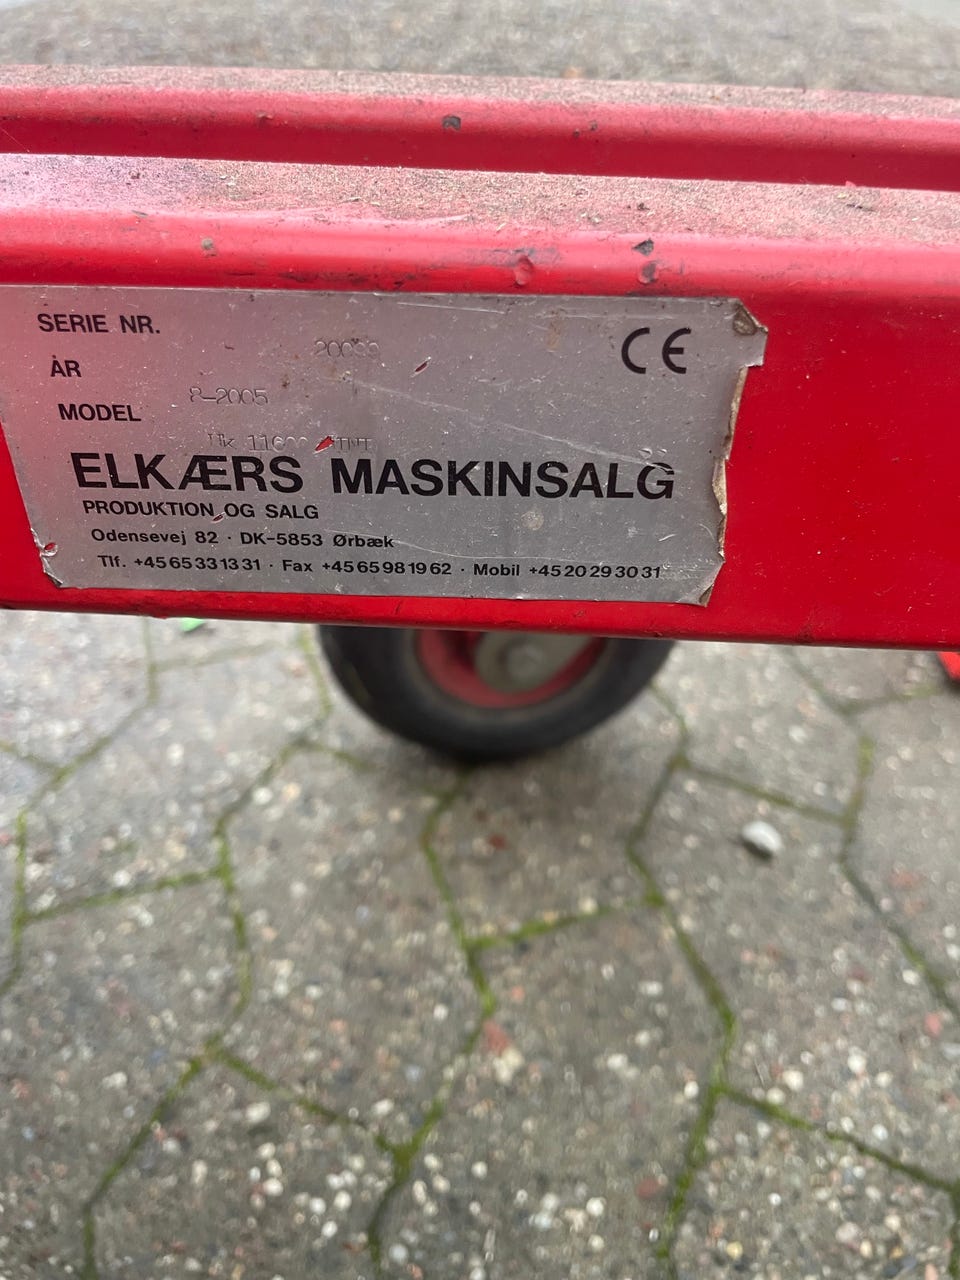 SERIE NR.
CE
ÅR
8-2005
MODEL
ELKÆRS MASKINSALG
PRODUKTION OG SALG
Odensevej 82 · DK-5853 Ørbæk
Tlf. +45 65 33 13 31 · Fax +45 65 98 19 62 · Mobil +45 20 29 30 31